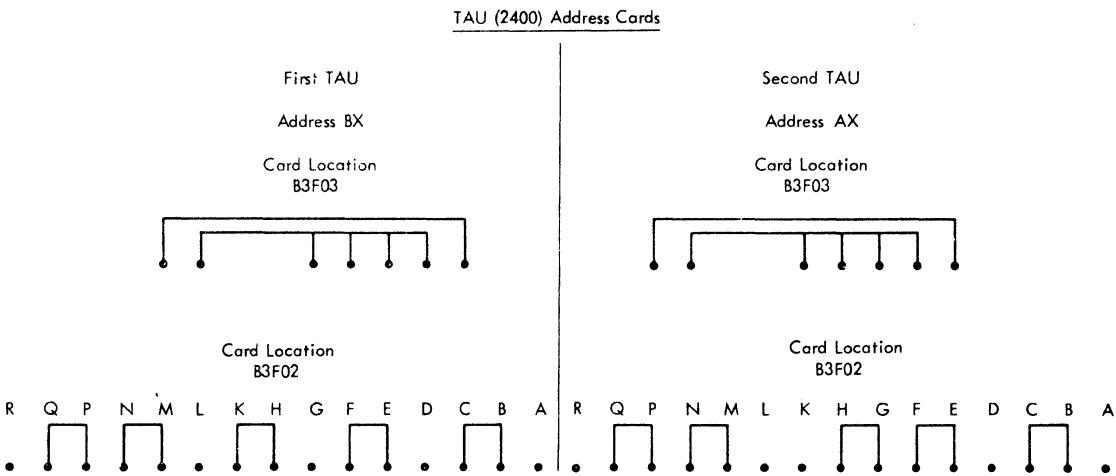 TAU (2400) Address Cards
First TAU
Address BX
Card Location
B3F03
Card Location
B3F02
R Q P N M L K H G F E D C B A
Second TAU
Address AX
Card Location
B3F03
Card Location
B3F02
R Q P N M L K H G F E D C B A